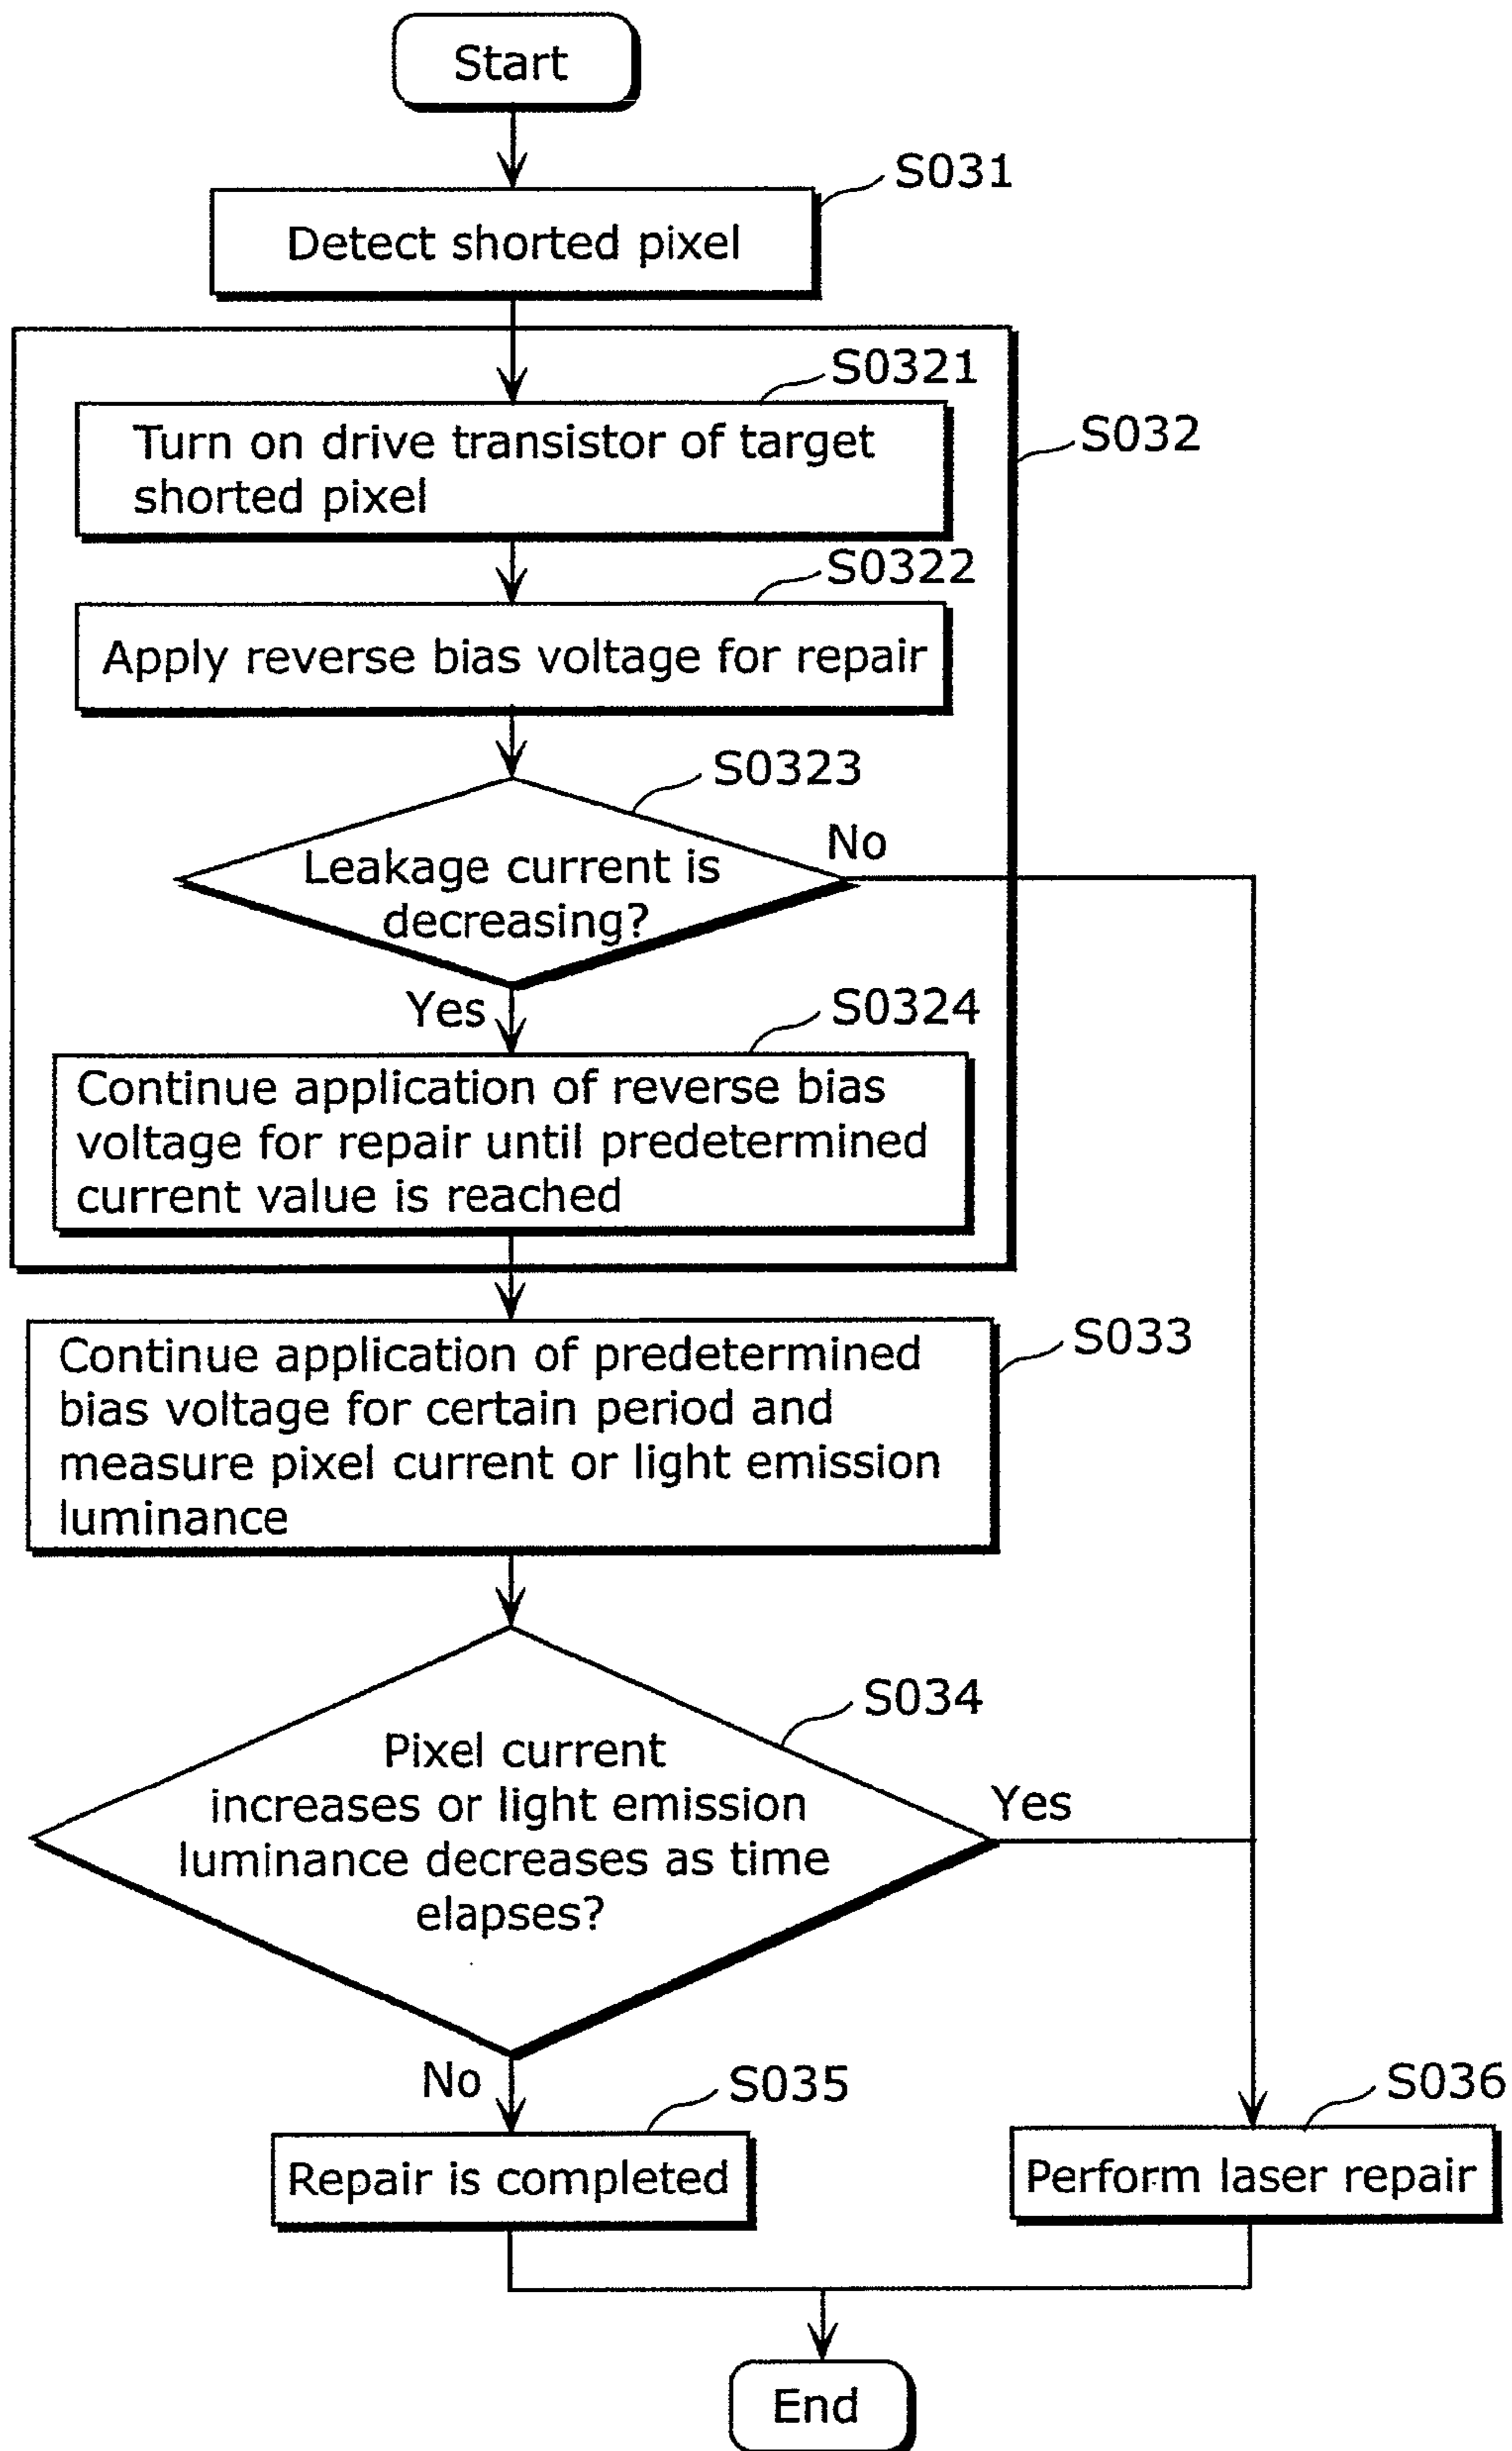 Start
S031
Detect shorted pixel
S0321
S032
Turn on drive transistor of target
shorted pixel
S0322
Apply reverse bias voltage for repair
S0323
Leakage current is
decreasing?
No
Yes
S0324
Continue application of reverse bias
voltage for repair until predetermined
current value is reached
S033
Continue application of predetermined
bias voltage for certain period and
measure pixel current or light emission
luminance
S034
Pixel current
increases or light emission
luminance decreases as time
elapses?
Yes
No
S035
S036
Repair is completed
Perform laser repair
End